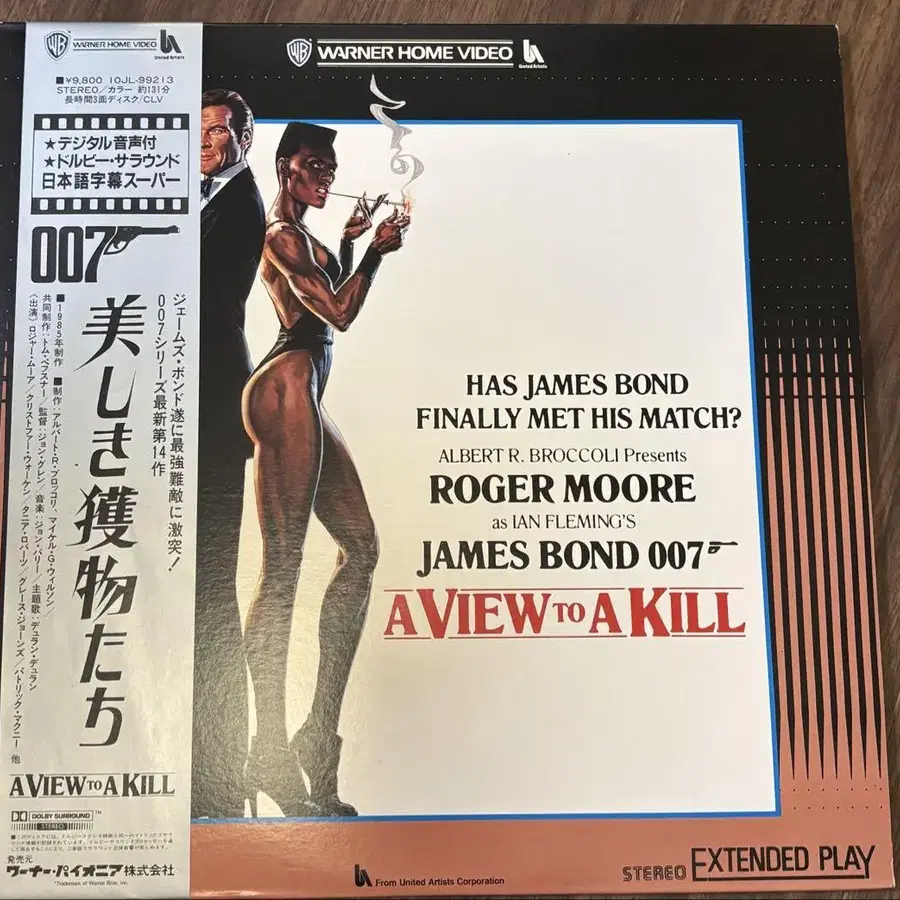 WB WARNER HOME VIDEO
United Artists
■¥9,800 10JL-99213
STEREO/カラー 約131分
長時間3面ディスク/CLV
★デジタル音声付
★ドルビー・サラウンド
日本語字幕スーパー
007
ジェームズ・ボンド遂に最強難敵に激突!
007シリーズ最新第14作
美しき獲物たち
■1985年制作 ■制作:アルバート・R・ブロッコリ、マイケル・G・ウィルソン/
共同制作:トム・ペブスナー/監督:ジョン・グレン/音楽:ジョン・バリー/主題歌:デュラン・デュラン
〈出演〉ロジャー・ムーア/クリストファー・ウォーケン/タニア・ロバーツ/グレース・ジョーンズ/パトリック・マクニー 他
A VIEW TO A KILL
DOLBY SURROUND™
STEREO
発売元
ワーナー・パイオニア株式会社
*Trademark of Warner Bros. Inc.
WB WARNER HOME VIDEO
United Artists
HAS JAMES BOND
FINALLY MET HIS MATCH?
ALBERT R. BROCCOLI Presents
ROGER MOORE
as IAN FLEMING'S
JAMES BOND 007
A VIEW TO A KILL
From United Artists Corporation
STEREO EXTENDED PLAY